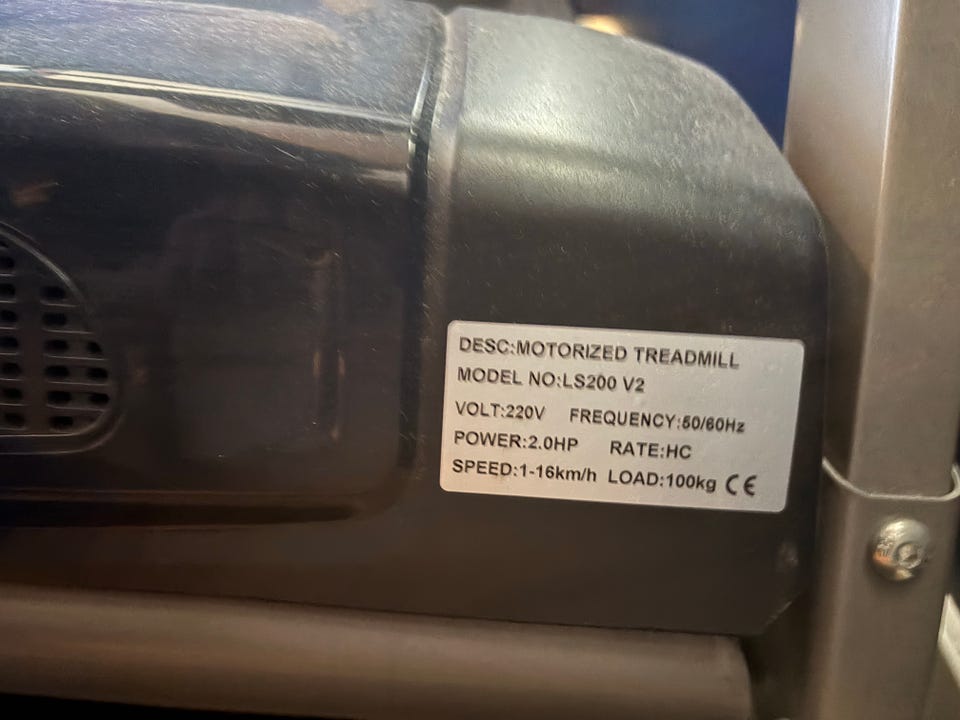 DESC:MOTORIZED TREADMILL
MODEL NO:LS200 V2
VOLT:220V FREQUENCY:50/60Hz
POWER:2.0HP RATE:HC
SPEED:1-16km/h LOAD:100kg CE